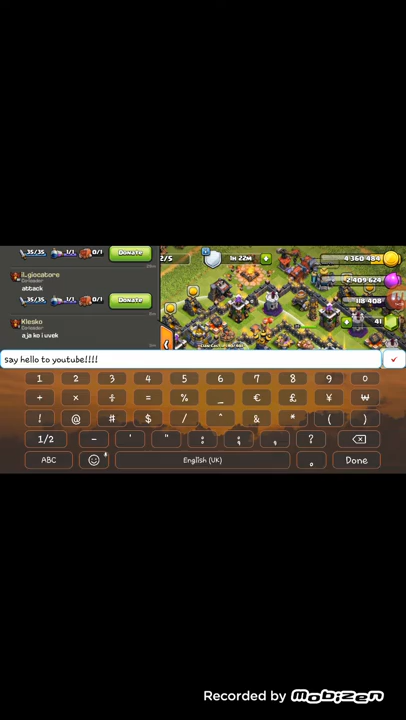 35/35 1/1 0/1 Donate
2/5 1H 22M 4 360 484
iLgiocatore
Co-leader
attack
2 409 624
35/35 1/1 0/1 Donate
118 408
Klesko
Co-leader
41
aja ko i uvek
say hello to youtube!!!!
1 2 3 4 5 6 7 8 9 0
+ × ÷ = % _ € £ ¥ ₩
! @ # $ / ^ & * ( )
1/2 - ' " : ; , ?
ABC English (UK) . Done
Recorded by Mobizen